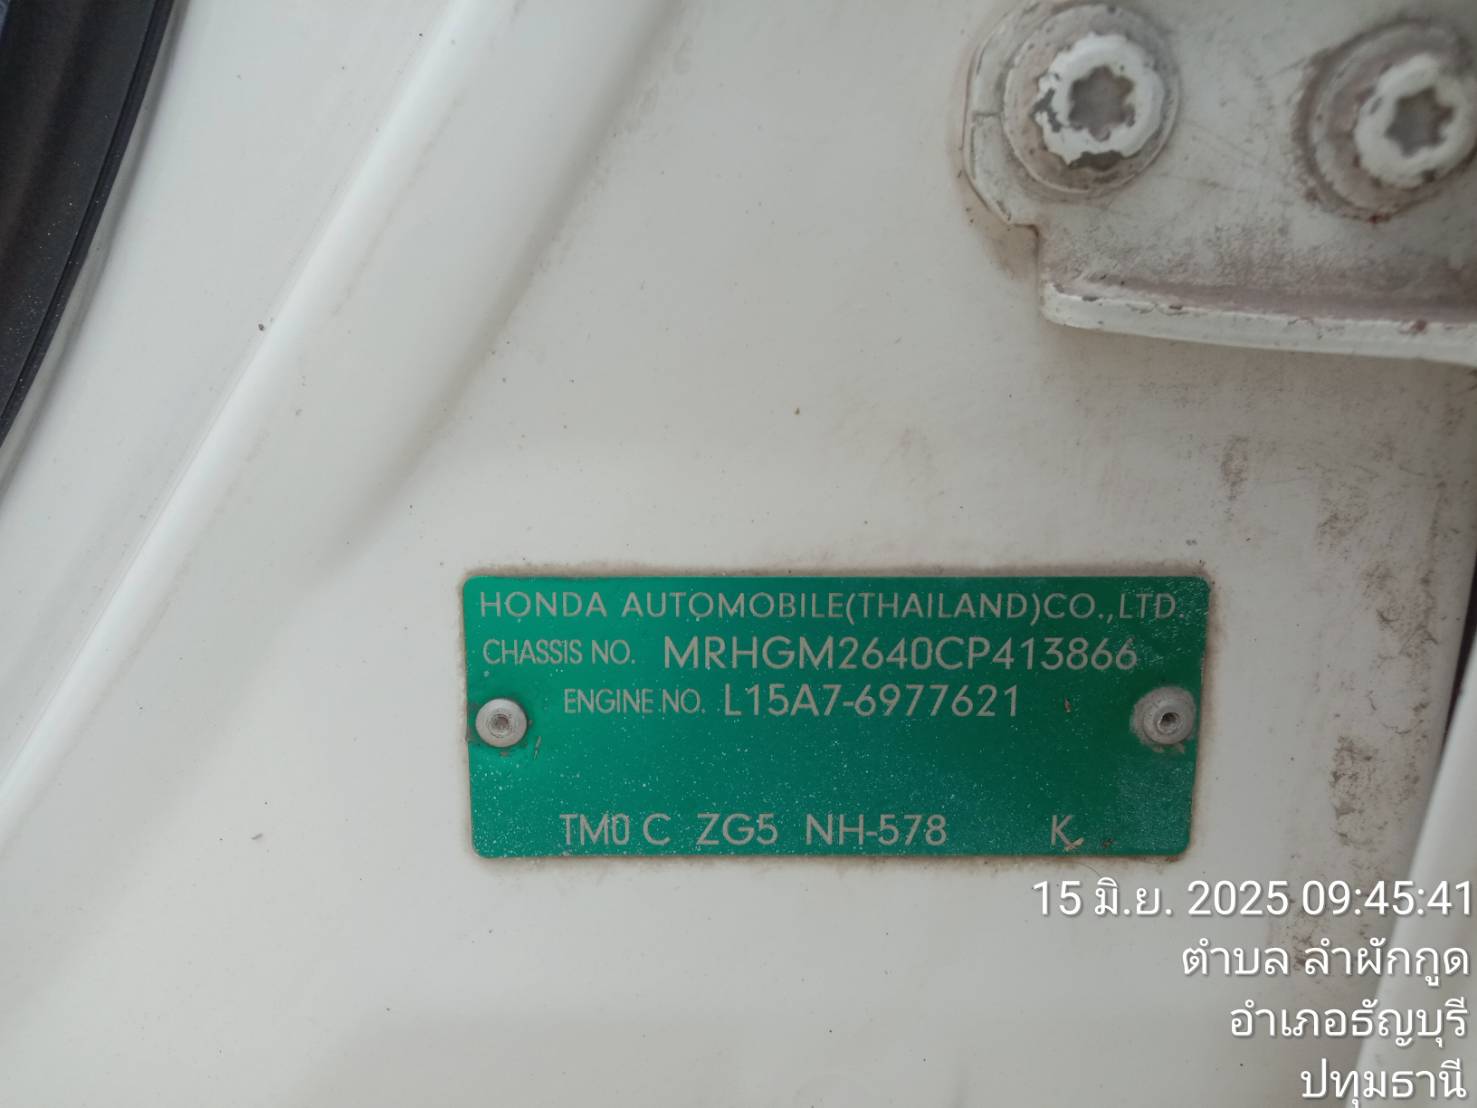 HONDA AUTOMOBILE(THAILAND)CO.,LTD.
CHASSIS NO. MRHGM2640CP413866
ENGINE NO. L15A7-6977621
TM0 C ZG5 NH-578 K
15 มิ.ย. 2025 09:45:41
ตำบล ลำผักกูด
อำเภอธัญบุรี
ปทุมธานี